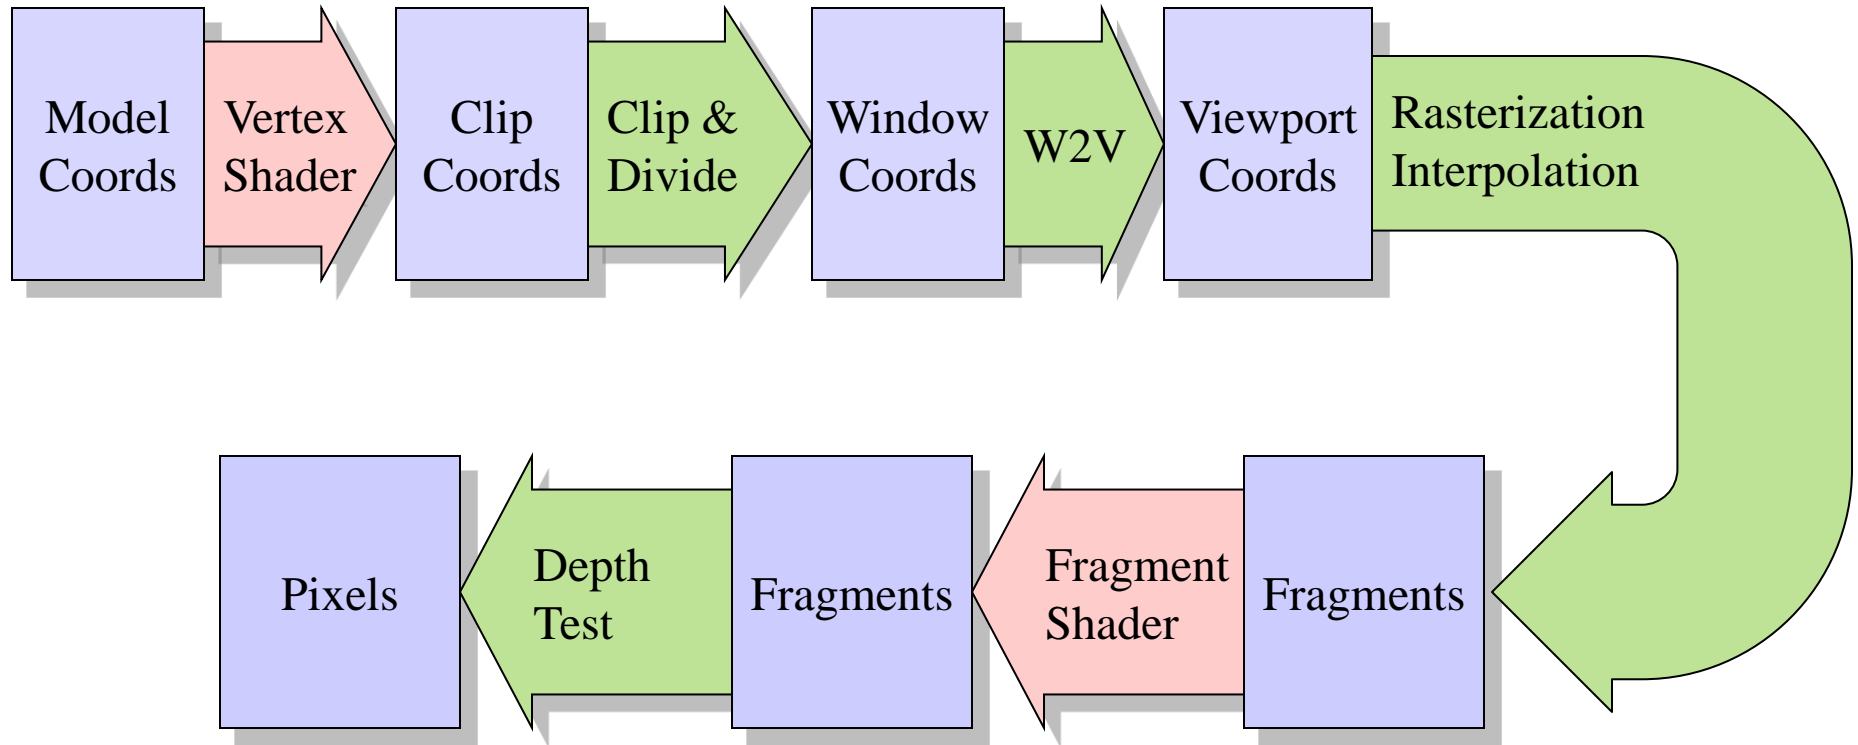 Model
Coords
Vertex
Shader
Clip
Coords
Clip &
Divide
Window
Coords
W2V
Viewport
Coords
Rasterization
Interpolation
Fragments
Fragment
Shader
Fragments
Depth
Test
Pixels